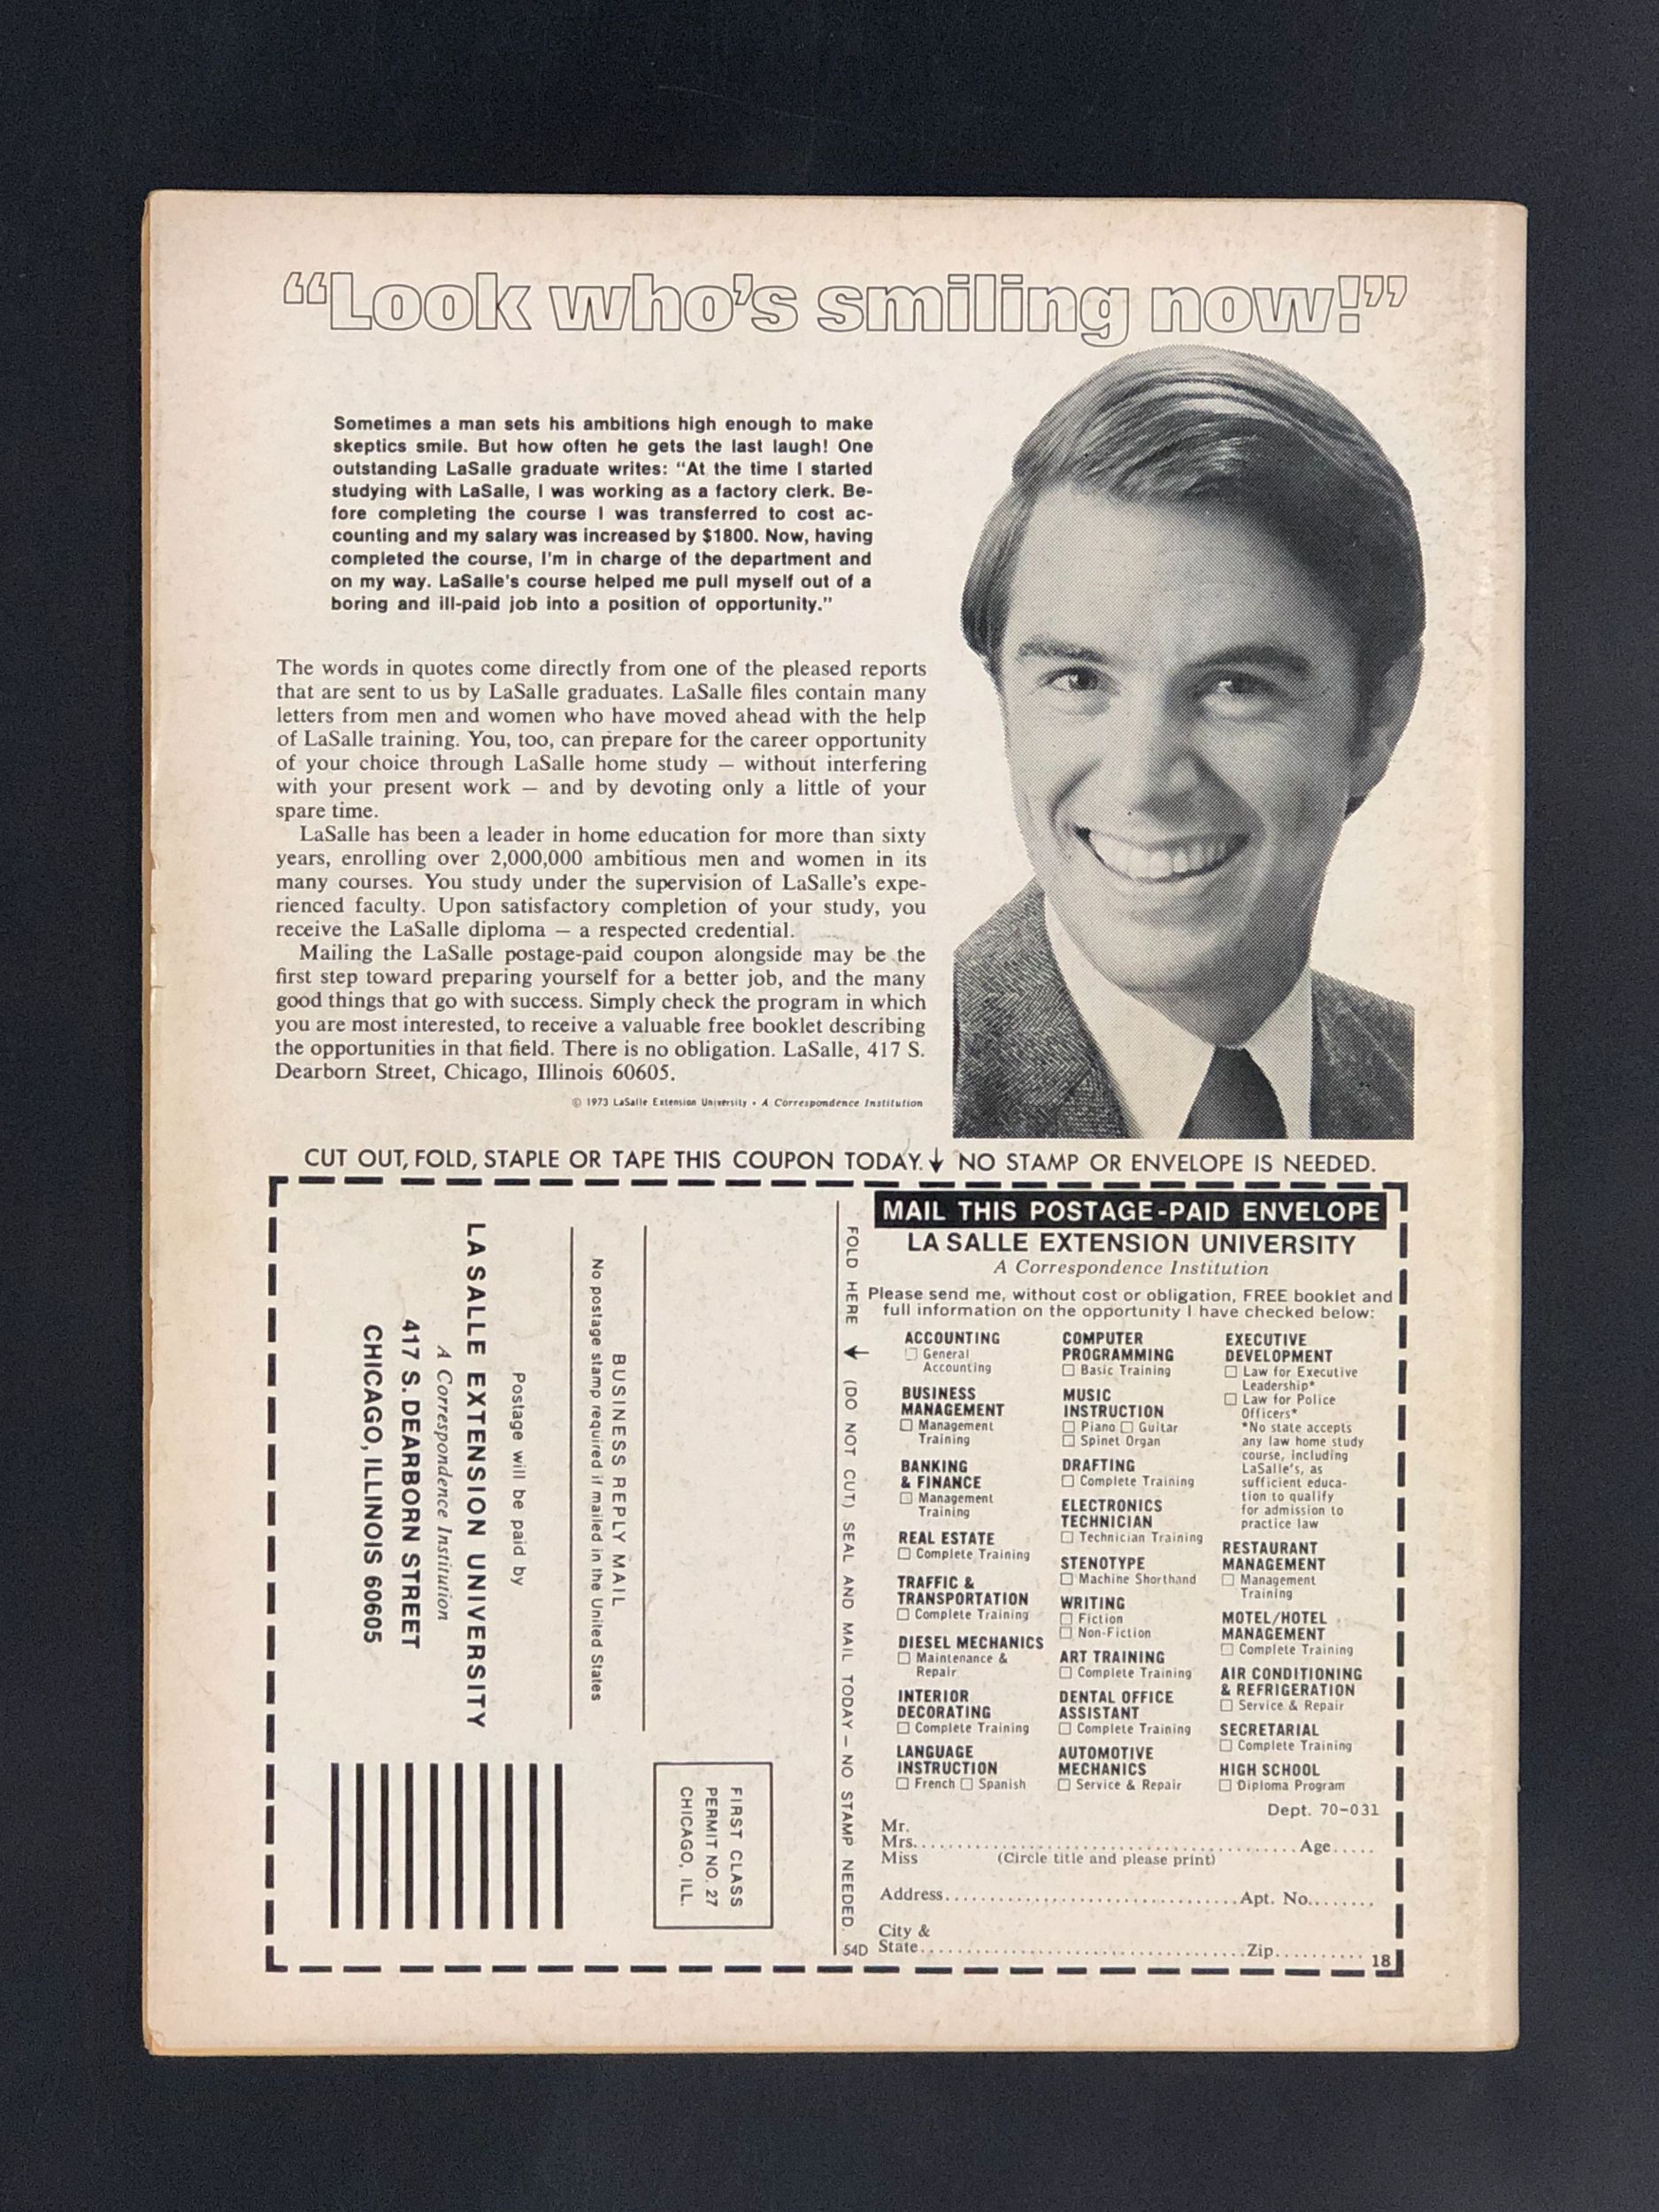 “Look who’s smiling now!”
Sometimes a man sets his ambitions high enough to make
skeptics smile. But how often he gets the last laugh! One
outstanding LaSalle graduate writes: “At the time I started
studying with LaSalle, I was working as a factory clerk. Be-
fore completing the course I was transferred to cost ac-
counting and my salary was increased by $1800. Now, having
completed the course, I’m in charge of the department and
on my way. LaSalle’s course helped me pull myself out of a
boring and ill-paid job into a position of opportunity.”
The words in quotes come directly from one of the pleased reports
that are sent to us by LaSalle graduates. LaSalle files contain many
letters from men and women who have moved ahead with the help
of LaSalle training. You, too, can prepare for the career opportunity
of your choice through LaSalle home study — without interfering
with your present work — and by devoting only a little of your
spare time.
LaSalle has been a leader in home education for more than sixty
years, enrolling over 2,000,000 ambitious men and women in its
many courses. You study under the supervision of LaSalle’s expe-
rienced faculty. Upon satisfactory completion of your study, you
receive the LaSalle diploma — a respected credential.
Mailing the LaSalle postage-paid coupon alongside may be the
first step toward preparing yourself for a better job, and the many
good things that go with success. Simply check the program in which
you are most interested, to receive a valuable free booklet describing
the opportunities in that field. There is no obligation. LaSalle, 417 S.
Dearborn Street, Chicago, Illinois 60605.
© 1973 LaSalle Extension University • A Correspondence Institution
CUT OUT, FOLD, STAPLE OR TAPE THIS COUPON TODAY. ↓ NO STAMP OR ENVELOPE IS NEEDED.
FIRST CLASS
PERMIT NO. 27
CHICAGO, ILL.
BUSINESS REPLY MAIL
No postage stamp required if mailed in the United States
Postage will be paid by
LA SALLE EXTENSION UNIVERSITY
A Correspondence Institution
417 S. DEARBORN STREET
CHICAGO, ILLINOIS 60605
FOLD HERE → (DO NOT CUT) SEAL AND MAIL TODAY — NO STAMP NEEDED.
54D
MAIL THIS POSTAGE-PAID ENVELOPE
LA SALLE EXTENSION UNIVERSITY
A Correspondence Institution
Please send me, without cost or obligation, FREE booklet and
full information on the opportunity I have checked below:
ACCOUNTING
☐ General
Accounting
BUSINESS
MANAGEMENT
☐ Management
Training
BANKING
& FINANCE
☐ Management
Training
REAL ESTATE
☐ Complete Training
TRAFFIC &
TRANSPORTATION
☐ Complete Training
DIESEL MECHANICS
☐ Maintenance &
Repair
INTERIOR
DECORATING
☐ Complete Training
LANGUAGE
INSTRUCTION
☐ French ☐ Spanish
COMPUTER
PROGRAMMING
☐ Basic Training
MUSIC
INSTRUCTION
☐ Piano ☐ Guitar
☐ Spinet Organ
DRAFTING
☐ Complete Training
ELECTRONICS
TECHNICIAN
☐ Technician Training
STENOTYPE
☐ Machine Shorthand
WRITING
☐ Fiction
☐ Non-Fiction
ART TRAINING
☐ Complete Training
DENTAL OFFICE
ASSISTANT
☐ Complete Training
AUTOMOTIVE
MECHANICS
☐ Service & Repair
EXECUTIVE
DEVELOPMENT
☐ Law for Executive
Leadership*
☐ Law for Police
Officers*
*No state accepts
any law home study
course, including
LaSalle’s, as
sufficient educa-
tion to qualify
for admission to
practice law
RESTAURANT
MANAGEMENT
☐ Management
Training
MOTEL/HOTEL
MANAGEMENT
☐ Complete Training
AIR CONDITIONING
& REFRIGERATION
☐ Service & Repair
SECRETARIAL
☐ Complete Training
HIGH SCHOOL
☐ Diploma Program
Dept. 70-031
Mr.
Mrs. Age
Miss (Circle title and please print)
Address Apt. No.
City &
State Zip
18